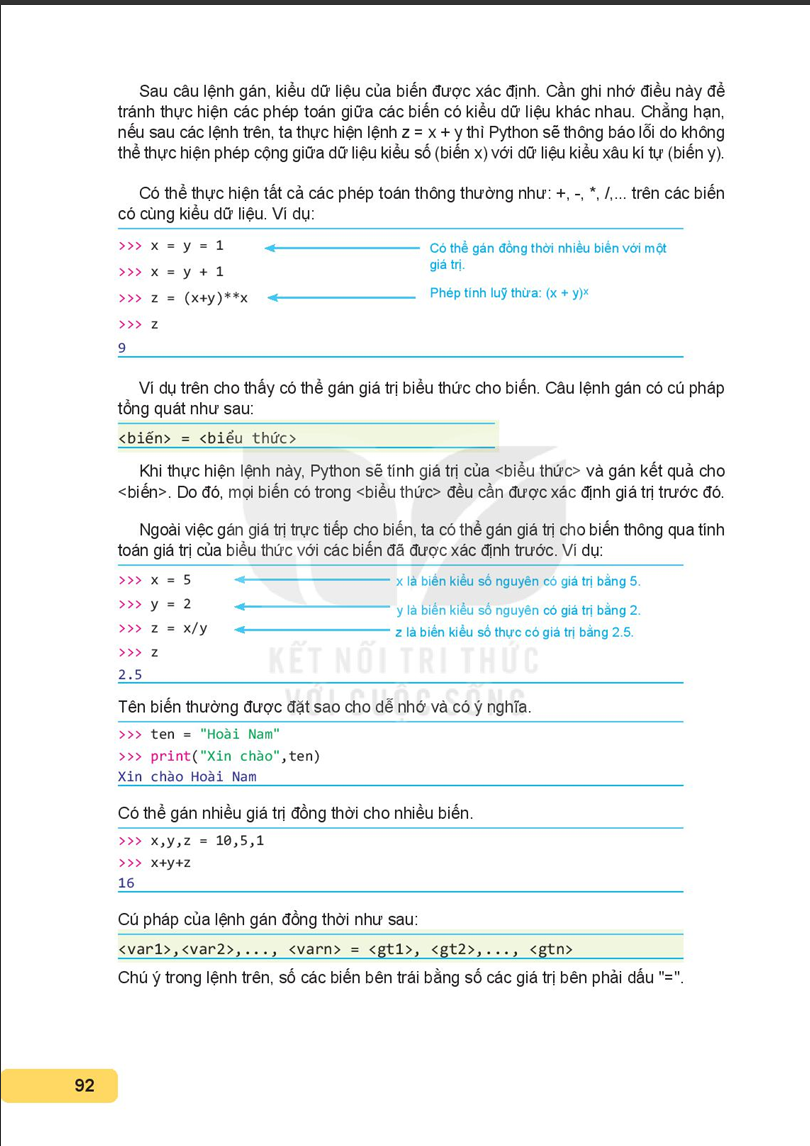 Sau câu lệnh gán, kiểu dữ liệu của biến được xác định. Cần ghi nhớ điều này để
tránh thực hiện các phép toán giữa các biến có kiểu dữ liệu khác nhau. Chẳng hạn,
nếu sau các lệnh trên, ta thực hiện lệnh z = x + y thì Python sẽ thông báo lỗi do không
thể thực hiện phép cộng giữa dữ liệu kiểu số (biến x) với dữ liệu kiểu xâu kí tự (biến y).
Có thể thực hiện tất cả các phép toán thông thường như: +, -, *, /,... trên các biến
có cùng kiểu dữ liệu. Ví dụ:
>>> x = y = 1
Có thể gán đồng thời nhiều biến với một
giá trị.
>>> x = y + 1
>>> z = (x+y)**x
Phép tính luỹ thừa: (x + y)ˣ
>>> z
9
Ví dụ trên cho thấy có thể gán giá trị biểu thức cho biến. Câu lệnh gán có cú pháp
tổng quát như sau:
<biến> = <biểu thức>
Khi thực hiện lệnh này, Python sẽ tính giá trị của <biểu thức> và gán kết quả cho
<biến>. Do đó, mọi biến có trong <biểu thức> đều cần được xác định giá trị trước đó.
Ngoài việc gán giá trị trực tiếp cho biến, ta có thể gán giá trị cho biến thông qua tính
toán giá trị của biểu thức với các biến đã được xác định trước. Ví dụ:
>>> x = 5
x là biến kiểu số nguyên có giá trị bằng 5.
>>> y = 2
y là biến kiểu số nguyên có giá trị bằng 2.
>>> z = x/y
z là biến kiểu số thực có giá trị bằng 2.5.
>>> z
2.5
KẾT NỐI TRI THỨC
VỚI CUỘC SỐNG
Tên biến thường được đặt sao cho dễ nhớ và có ý nghĩa.
>>> ten = "Hoài Nam"
>>> print("Xin chào",ten)
Xin chào Hoài Nam
Có thể gán nhiều giá trị đồng thời cho nhiều biến.
>>> x,y,z = 10,5,1
>>> x+y+z
16
Cú pháp của lệnh gán đồng thời như sau:
<var1>,<var2>,..., <varn> = <gt1>, <gt2>,..., <gtn>
Chú ý trong lệnh trên, số các biến bên trái bằng số các giá trị bên phải dấu "=".
92